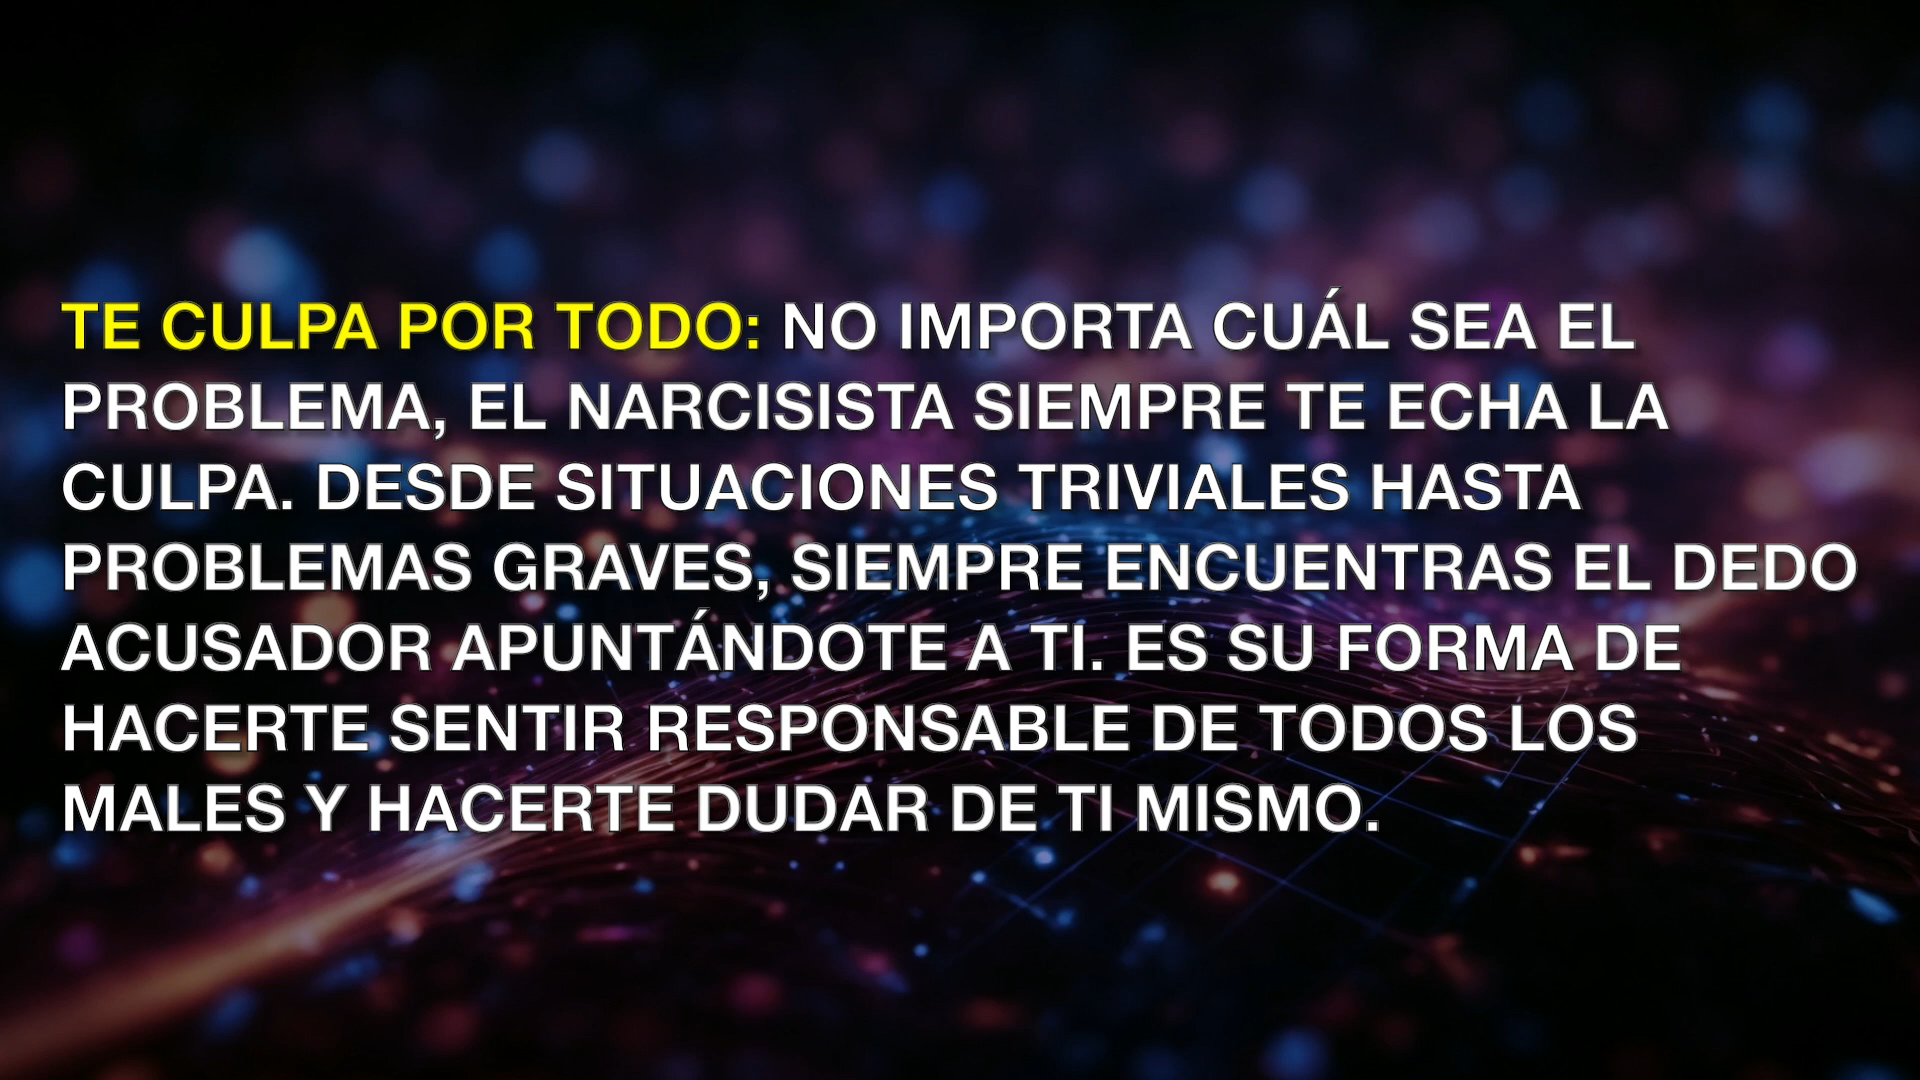 TE CULPA POR TODO: NO IMPORTA CUÁL SEA EL
PROBLEMA, EL NARCISISTA SIEMPRE TE ECHA LA
CULPA. DESDE SITUACIONES TRIVIALES HASTA
PROBLEMAS GRAVES, SIEMPRE ENCUENTRAS EL DEDO
ACUSADOR APUNTÁNDOTE A TI. ES SU FORMA DE
HACERTE SENTIR RESPONSABLE DE TODOS LOS
MALES Y HACERTE DUDAR DE TI MISMO.